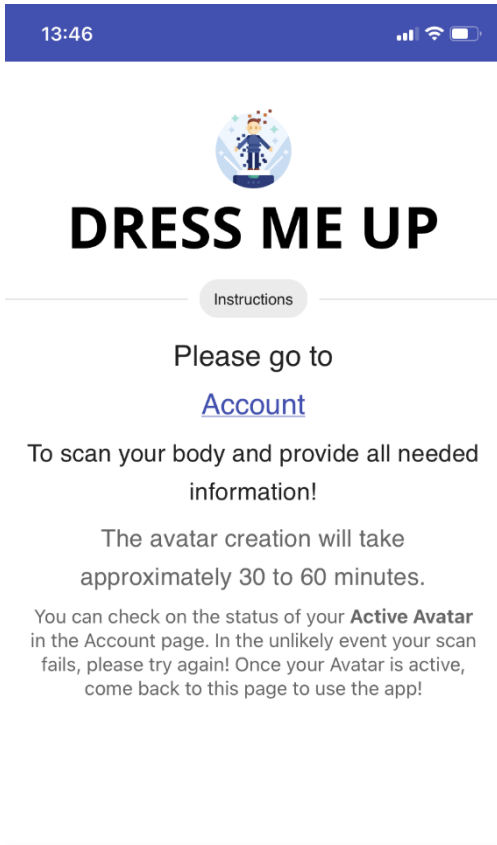 13:46
DRESS ME UP
Instructions
Please go to
Account
To scan your body and provide all needed
information!
The avatar creation will take
approximately 30 to 60 minutes.
You can check on the status of your Active Avatar
in the Account page. In the unlikely event your scan
fails, please try again! Once your Avatar is active,
come back to this page to use the app!